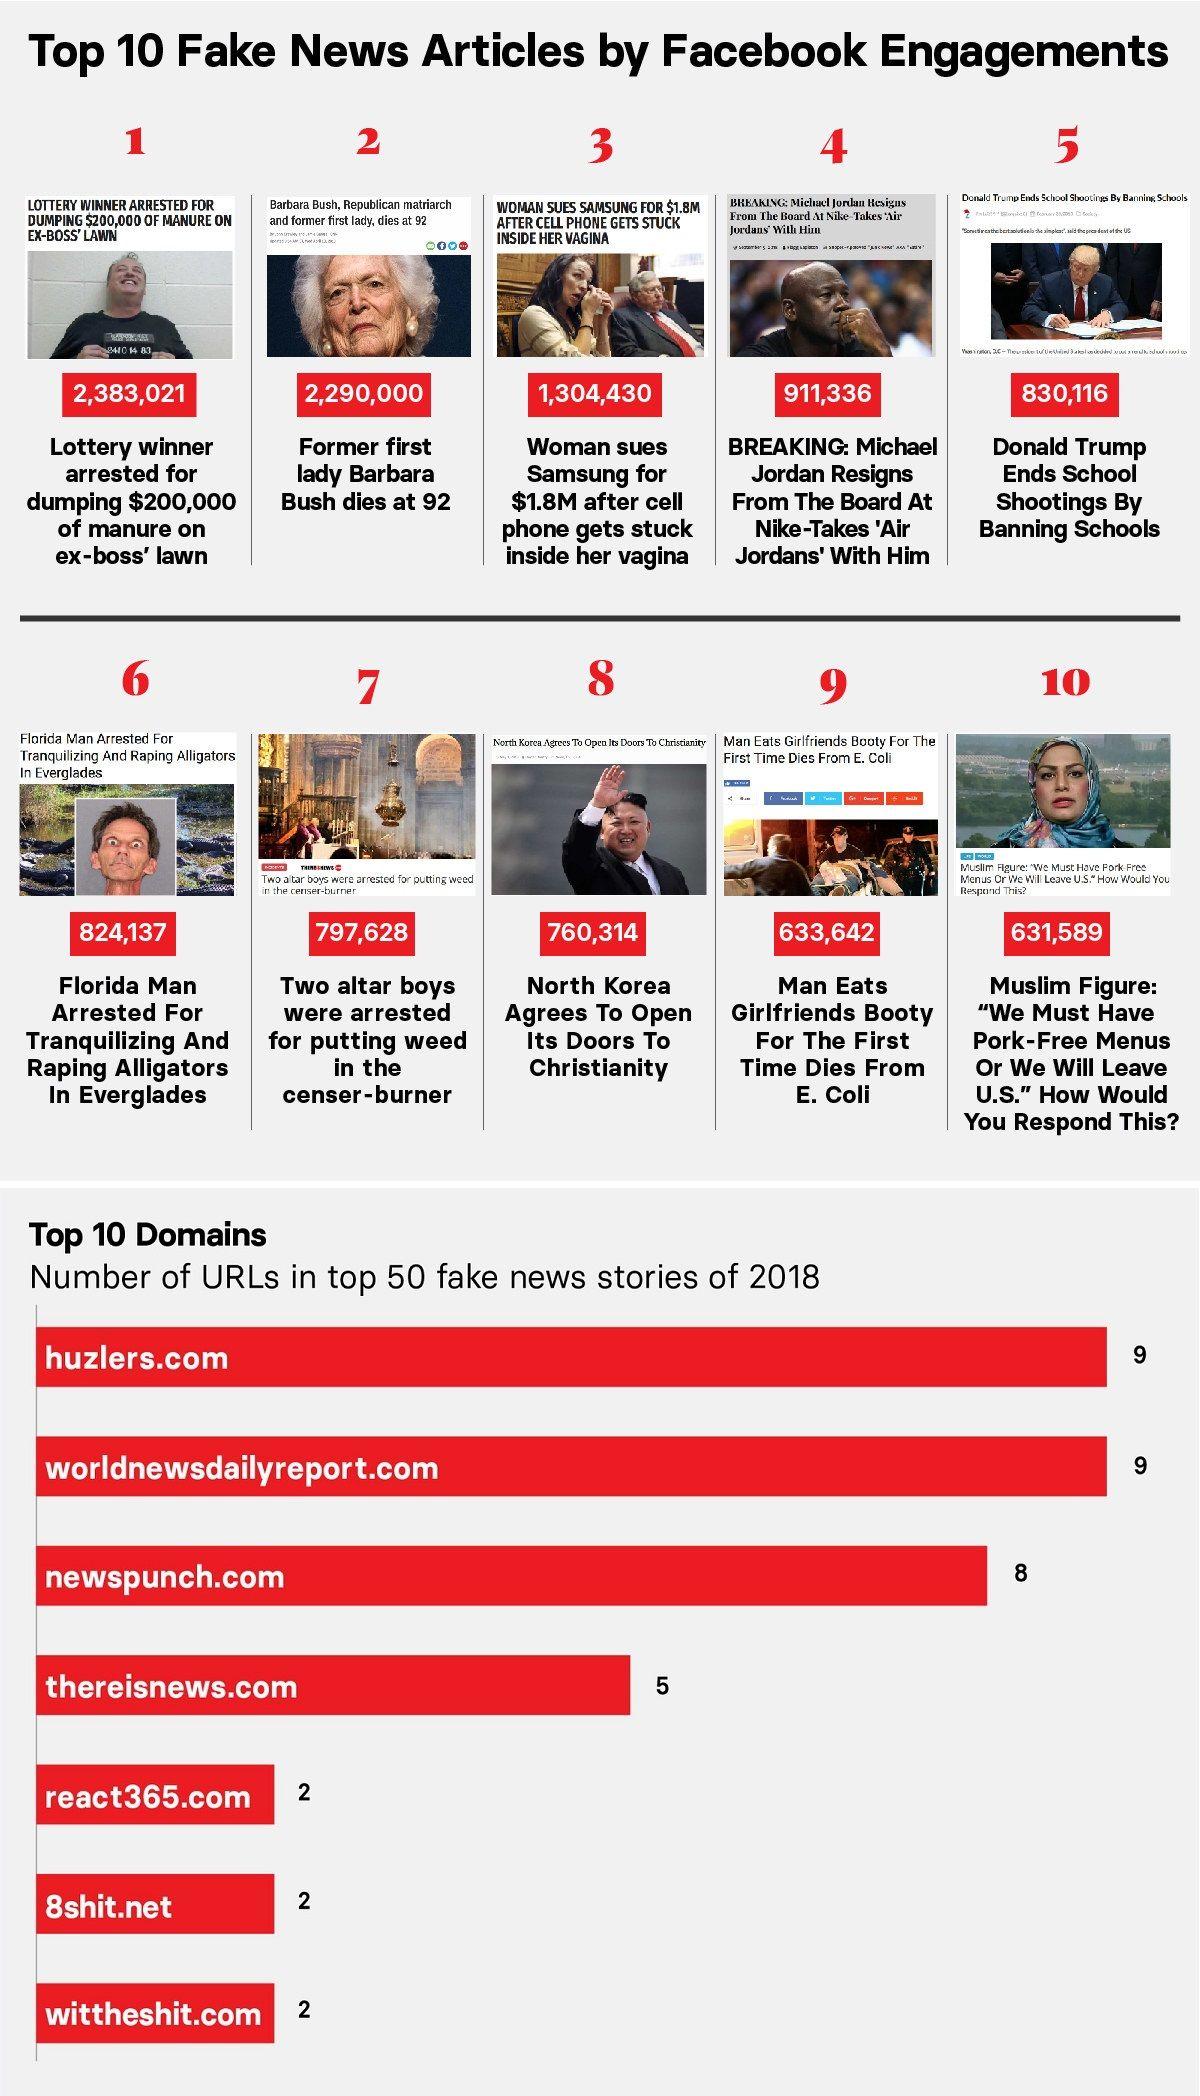 Top 10 Fake News Articles by Facebook Engagements
1
2
3
4
5
LOTTERY WINNER ARRESTED FOR
DUMPING $200,000 OF MANURE ON
EX-BOSS' LAWN
Barbara Bush, Republican matriarch
and former first lady, dies at 92
WOMAN SUES SAMSUNG FOR $1.8M
AFTER CELL PHONE GETS STUCK
INSIDE HER VAGINA
BREAKING: Michael Jordan Resigns
From The Board At Nike-Takes 'Air
Jordans' With Him
Donald Trump Ends School Shootings By Banning Schools
"Sometimes the best solution is the simplest", said the president of the US
2,383,021
2,290,000
1,304,430
911,336
830,116
Lottery winner
arrested for
dumping $200,000
of manure on
ex-boss’ lawn
Former first
lady Barbara
Bush dies at 92
Woman sues
Samsung for
$1.8M after cell
phone gets stuck
inside her vagina
BREAKING: Michael
Jordan Resigns
From The Board At
Nike-Takes 'Air
Jordans' With Him
Donald Trump
Ends School
Shootings By
Banning Schools
6
7
8
9
10
Florida Man Arrested For
Tranquilizing And Raping Alligators
In Everglades
THERE IS NEWS
Two altar boys were arrested for putting weed
in the censer-burner
North Korea Agrees To Open Its Doors To Christianity
Man Eats Girlfriends Booty For The
First Time Dies From E. Coli
Muslim Figure: "We Must Have Pork-Free
Menus Or We Will Leave U.S." How Would You
Respond This?
824,137
797,628
760,314
633,642
631,589
Florida Man
Arrested For
Tranquilizing And
Raping Alligators
In Everglades
Two altar boys
were arrested
for putting weed
in the
censer-burner
North Korea
Agrees To Open
Its Doors To
Christianity
Man Eats
Girlfriends Booty
For The First
Time Dies From
E. Coli
Muslim Figure:
“We Must Have
Pork-Free Menus
Or We Will Leave
U.S.” How Would
You Respond This?
Top 10 Domains
Number of URLs in top 50 fake news stories of 2018
huzlers.com 9
worldnewsdailyreport.com 9
newspunch.com 8
thereisnews.com 5
react365.com 2
8shit.net 2
wittheshit.com 2